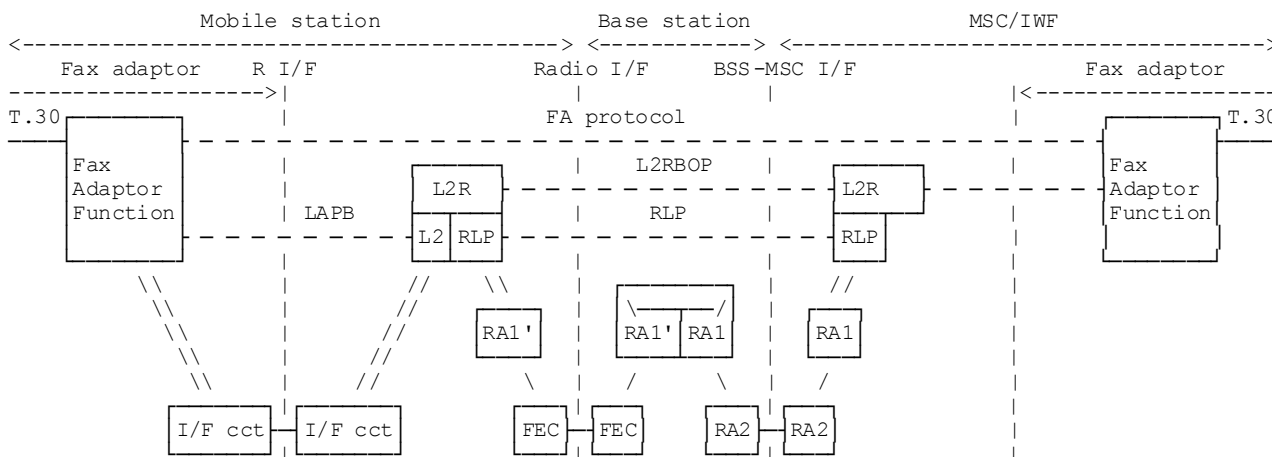 Mobile station Base station MSC/IWF
Fax adaptor R I/F Radio I/F BSS-MSC I/F Fax adaptor
T.30 FA protocol T.30
Fax L2RBOP Fax
Adaptor L2R L2R Adaptor
Function LAPB RLP Function
L2 RLP RLP
RA1' RA1' RA1 RA1
I/F cct I/F cct FEC FEC RA2 RA2